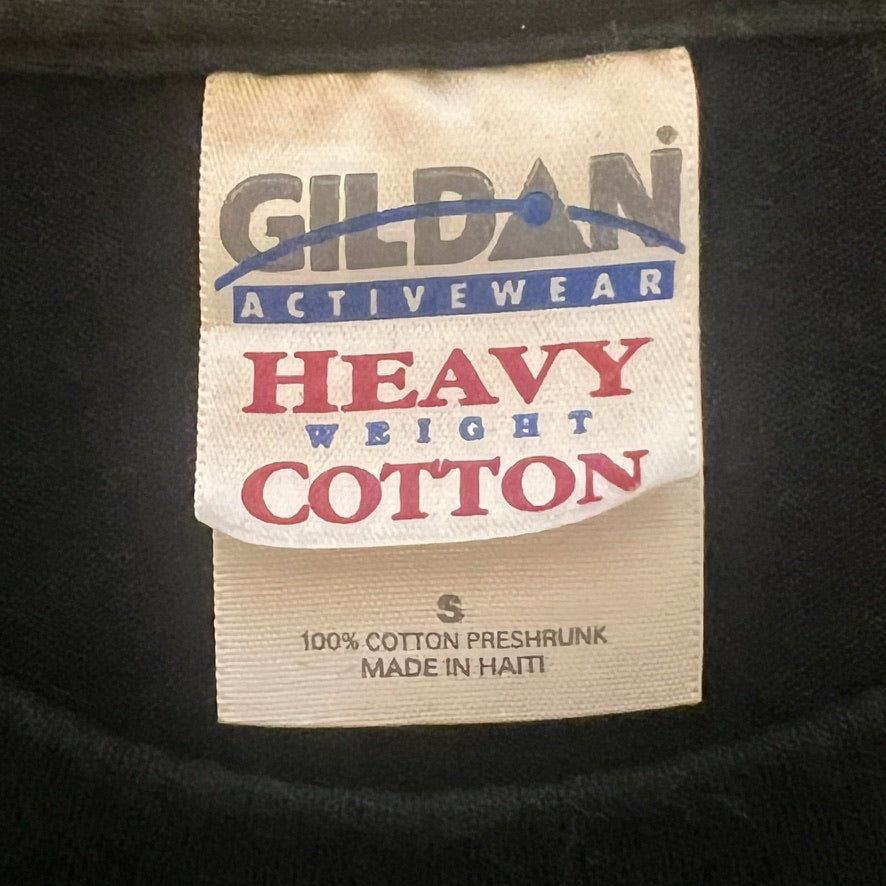 GILDAN
ACTIVEWEAR
HEAVY
WEIGHT
COTTON
S
100% COTTON PRESHRUNK
MADE IN HAITI